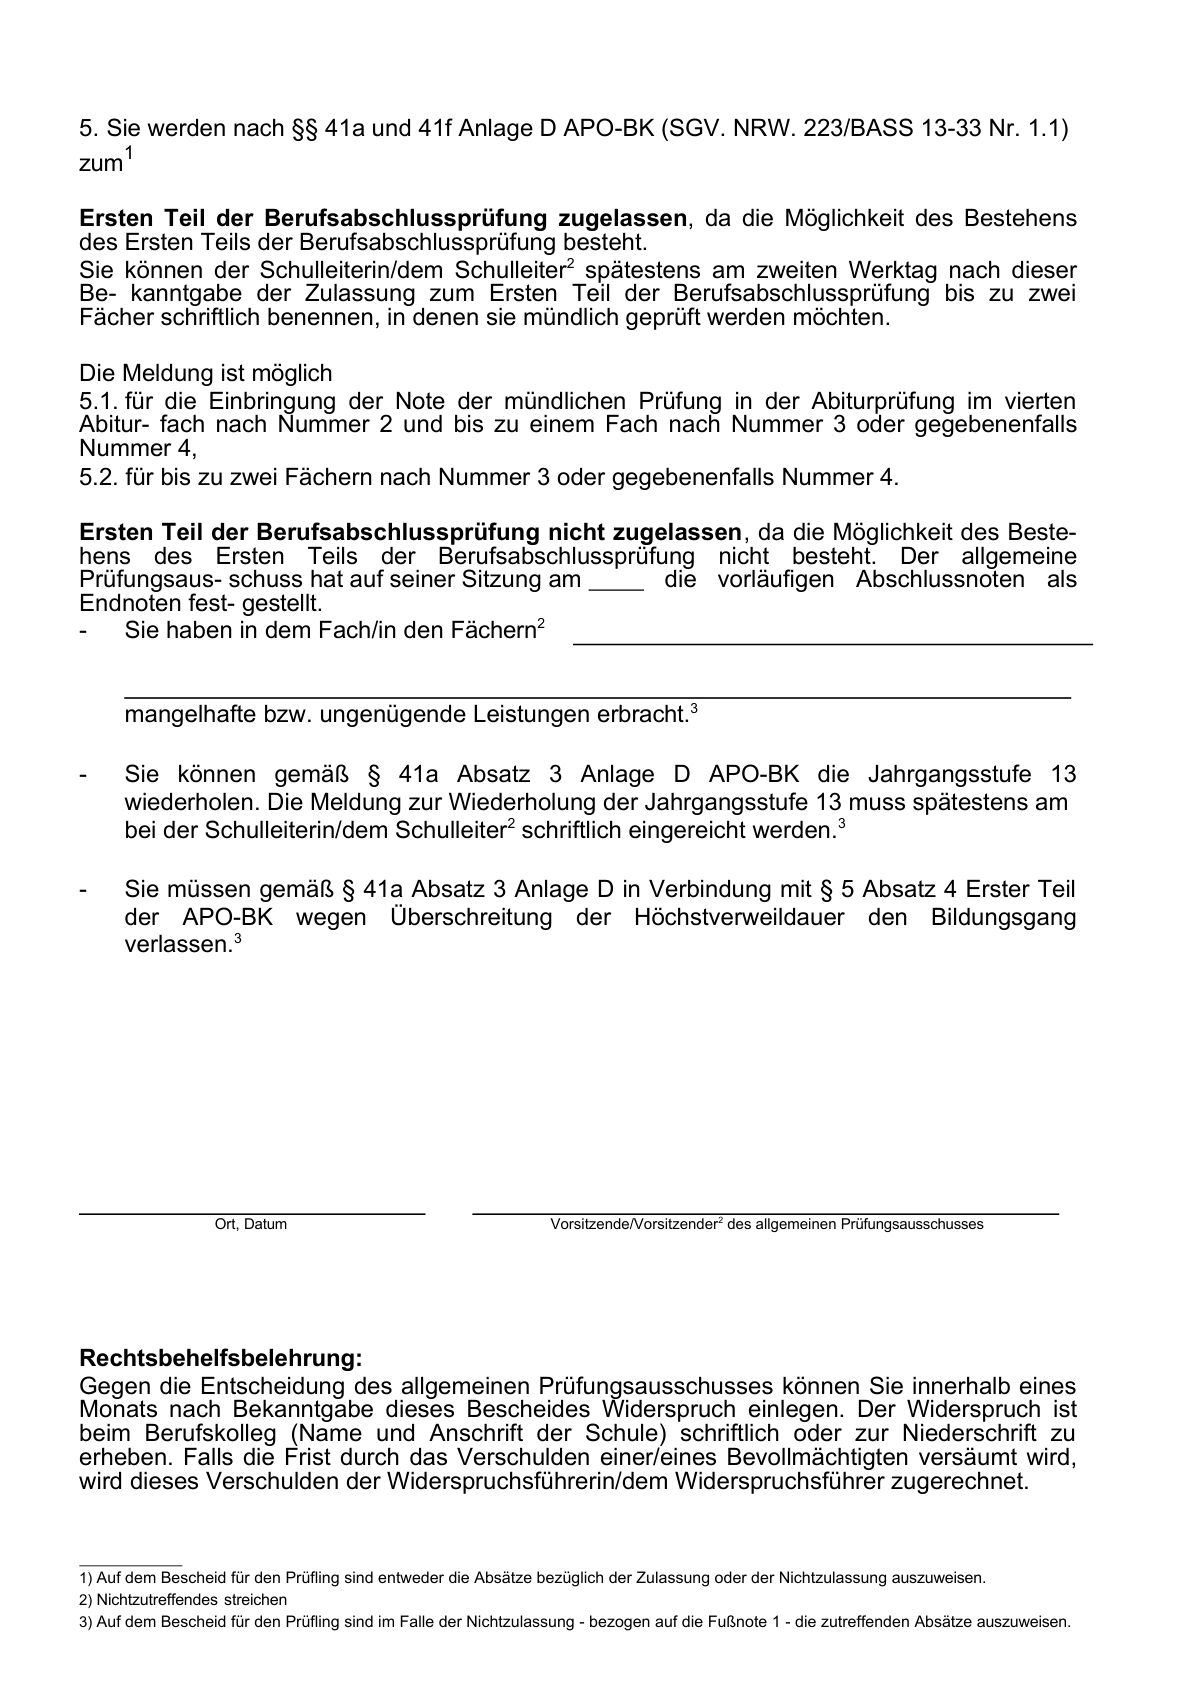 5. Sie werden nach §§ 41a und 41f Anlage D APO-BK (SGV. NRW. 223/BASS 13-33 Nr. 1.1)
zum1
Ersten Teil der Berufsabschlussprüfung zugelassen, da die Möglichkeit des Bestehens
des Ersten Teils der Berufsabschlussprüfung besteht.
Sie können der Schulleiterin/dem Schulleiter2 spätestens am zweiten Werktag nach dieser
Be- kanntgabe der Zulassung zum Ersten Teil der Berufsabschlussprüfung bis zu zwei
Fächer schriftlich benennen, in denen sie mündlich geprüft werden möchten.
Die Meldung ist möglich
5.1. für die Einbringung der Note der mündlichen Prüfung in der Abiturprüfung im vierten
Abitur- fach nach Nummer 2 und bis zu einem Fach nach Nummer 3 oder gegebenenfalls
Nummer 4,
5.2. für bis zu zwei Fächern nach Nummer 3 oder gegebenenfalls Nummer 4.
Ersten Teil der Berufsabschlussprüfung nicht zugelassen, da die Möglichkeit des Beste-
hens des Ersten Teils der Berufsabschlussprüfung nicht besteht. Der allgemeine
Prüfungsaus- schuss hat auf seiner Sitzung am ____ die vorläufigen Abschlussnoten als
Endnoten fest- gestellt.
- Sie haben in dem Fach/in den Fächern2
mangelhafte bzw. ungenügende Leistungen erbracht.3
- Sie können gemäß § 41a Absatz 3 Anlage D APO-BK die Jahrgangsstufe 13
wiederholen. Die Meldung zur Wiederholung der Jahrgangsstufe 13 muss spätestens am
bei der Schulleiterin/dem Schulleiter2 schriftlich eingereicht werden.3
- Sie müssen gemäß § 41a Absatz 3 Anlage D in Verbindung mit § 5 Absatz 4 Erster Teil
der APO-BK wegen Überschreitung der Höchstverweildauer den Bildungsgang
verlassen.3
Ort, Datum
Vorsitzende/Vorsitzender2 des allgemeinen Prüfungsausschusses
Rechtsbehelfsbelehrung:
Gegen die Entscheidung des allgemeinen Prüfungsausschusses können Sie innerhalb eines
Monats nach Bekanntgabe dieses Bescheides Widerspruch einlegen. Der Widerspruch ist
beim Berufskolleg (Name und Anschrift der Schule) schriftlich oder zur Niederschrift zu
erheben. Falls die Frist durch das Verschulden einer/eines Bevollmächtigten versäumt wird,
wird dieses Verschulden der Widerspruchsführerin/dem Widerspruchsführer zugerechnet.
1) Auf dem Bescheid für den Prüfling sind entweder die Absätze bezüglich der Zulassung oder der Nichtzulassung auszuweisen.
2) Nichtzutreffendes streichen
3) Auf dem Bescheid für den Prüfling sind im Falle der Nichtzulassung - bezogen auf die Fußnote 1 - die zutreffenden Absätze auszuweisen.